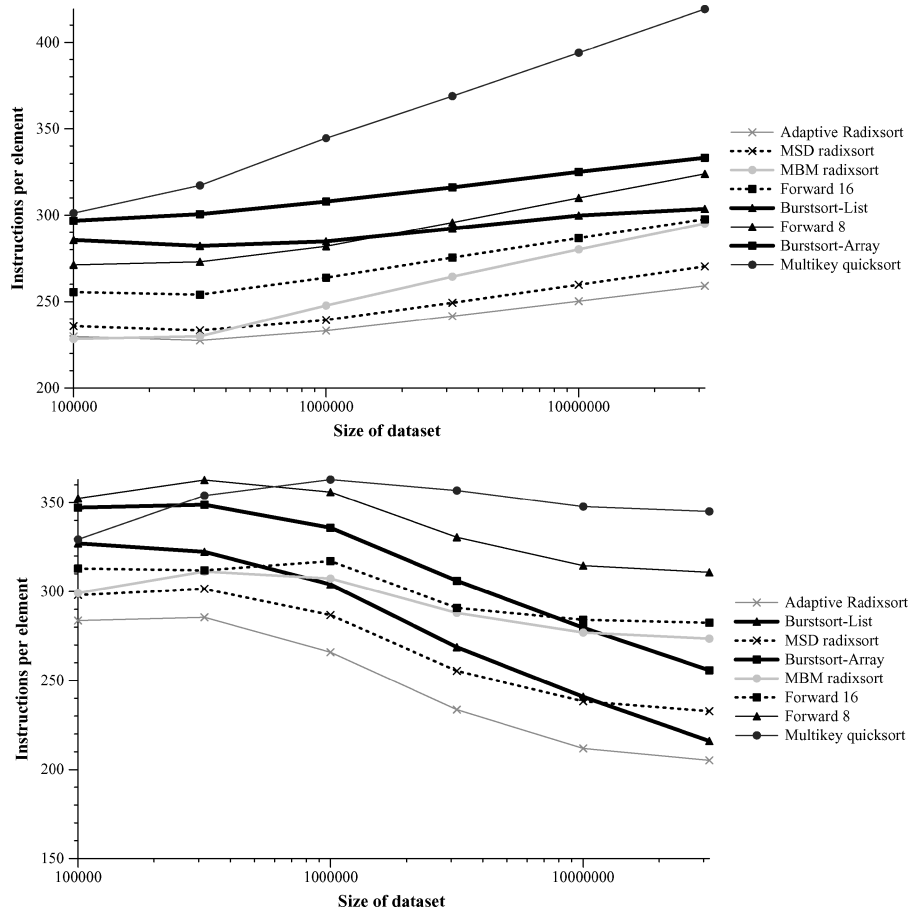 400
350
300
250
200
Instructions per element
100000
1000000
10000000
Size of dataset
Adaptive Radixsort
MSD radixsort
MBM radixsort
Forward 16
Burstsort-List
Forward 8
Burstsort-Array
Multikey quicksort
350
300
250
200
150
Instructions per element
100000
1000000
10000000
Size of dataset
Adaptive Radixsort
Burstsort-List
MSD radixsort
Burstsort-Array
MBM radixsort
Forward 16
Forward 8
Multikey quicksort